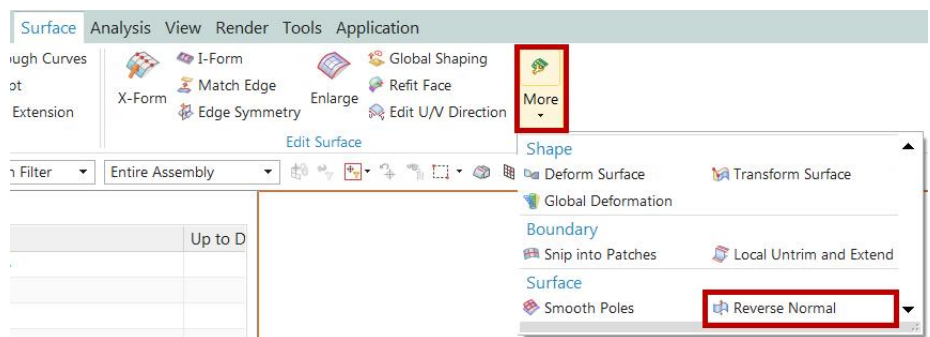 Surface Analysis View Render Tools Application
ugh Curves
I-Form
Global Shaping
X-Form
Match Edge
Enlarge
Refit Face
More
Extension
Edge Symmetry
Edit U/V Direction
Edit Surface
Filter
Entire Assembly
Shape
Deform Surface
Transform Surface
Global Deformation
Up to D
Boundary
Snip into Patches
Local Untrim and Extend
Surface
Smooth Poles
Reverse Normal